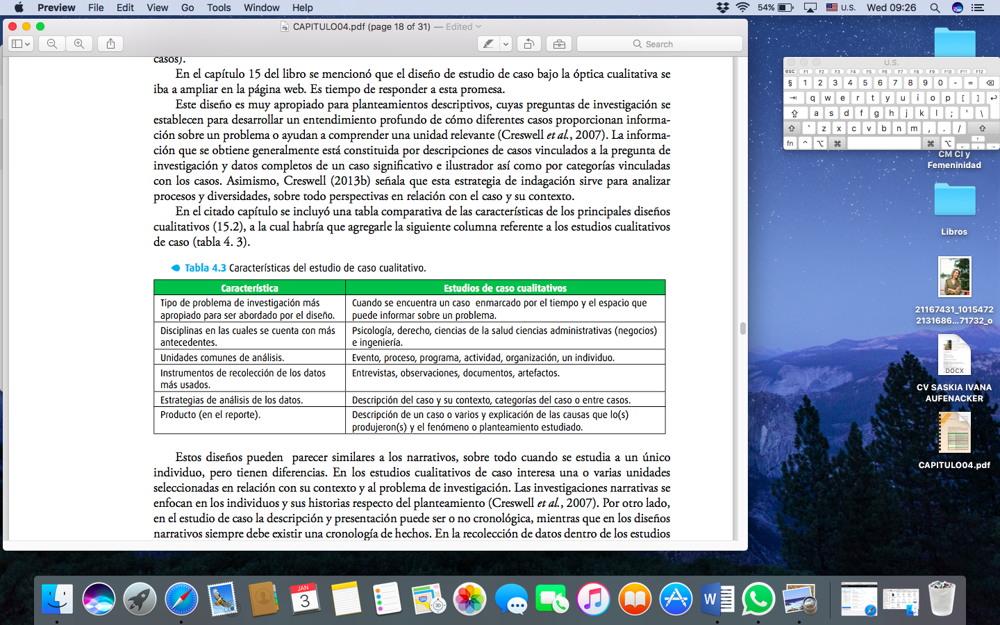 Preview File Edit View Go Tools Window Help
54% U.S. Wed 09:26
CAPITULO04.pdf (page 18 of 31) — Edited
Search
casos).
En el capítulo 15 del libro se mencionó que el diseño de estudio de caso bajo la óptica cualitativa se
iba a ampliar en la página web. Es tiempo de responder a esta promesa.
Este diseño es muy apropiado para planteamientos descriptivos, cuyas preguntas de investigación se
establecen para desarrollar un entendimiento profundo de cómo diferentes casos proporcionan informa-
ción sobre un problema o ayudan a comprender una unidad relevante (Creswell et al., 2007). La informa-
ción que se obtiene generalmente está constituida por descripciones de casos vinculados a la pregunta de
investigación y datos completos de un caso significativo e ilustrador así como por categorías vinculadas
con los casos. Asimismo, Creswell (2013b) señala que esta estrategia de indagación sirve para analizar
procesos y diversidades, sobre todo perspectivas en relación con el caso y su contexto.
En el citado capítulo se incluyó una tabla comparativa de las características de los principales diseños
cualitativos (15.2), a la cual habría que agregarle la siguiente columna referente a los estudios cualitativos
de caso (tabla 4. 3).
Tabla 4.3 Características del estudio de caso cualitativo.
Característica Estudios de caso cualitativos
Tipo de problema de investigación más
apropiado para ser abordado por el diseño.
Cuando se encuentra un caso enmarcado por el tiempo y el espacio que
puede informar sobre un problema.
Disciplinas en las cuales se cuenta con más
antecedentes.
Psicología, derecho, ciencias de la salud ciencias administrativas (negocios)
e ingeniería.
Unidades comunes de análisis.
Evento, proceso, programa, actividad, organización, un individuo.
Instrumentos de recolección de los datos
más usados.
Entrevistas, observaciones, documentos, artefactos.
Estrategias de análisis de los datos.
Descripción del caso y su contexto, categorías del caso o entre casos.
Producto (en el reporte).
Descripción de un caso o varios y explicación de las causas que lo(s)
produjeron(s) y el fenómeno o planteamiento estudiado.
Estos diseños pueden parecer similares a los narrativos, sobre todo cuando se estudia a un único
individuo, pero tienen diferencias. En los estudios cualitativos de caso interesa una o varias unidades
seleccionadas en relación con su contexto y al problema de investigación. Las investigaciones narrativas se
enfocan en los individuos y sus historias respecto del planteamiento (Creswell et al., 2007). Por otro lado,
en el estudio de caso la descripción y presentación puede ser o no cronológica, mientras que en los diseños
narrativos siempre debe existir una cronología de hechos. En la recolección de datos dentro de los estudios
U.S.
esc F1 F2 F3 F4 F5 F6 F7 F8 F9 F10 F11 F12
§ 1 2 3 4 5 6 7 8 9 0 - =
q w e r t y u i o p [ ]
a s d f g h j k l ; ' \
` z x c v b n m , . /
fn
CM CI y
Femeninidad
Libros
21167431_1015472
2131686...71732_o
DOCX
CV SASKIA IVANA
AUFENACKER
CAPITULO04.pdf
JAN
3
3D
W